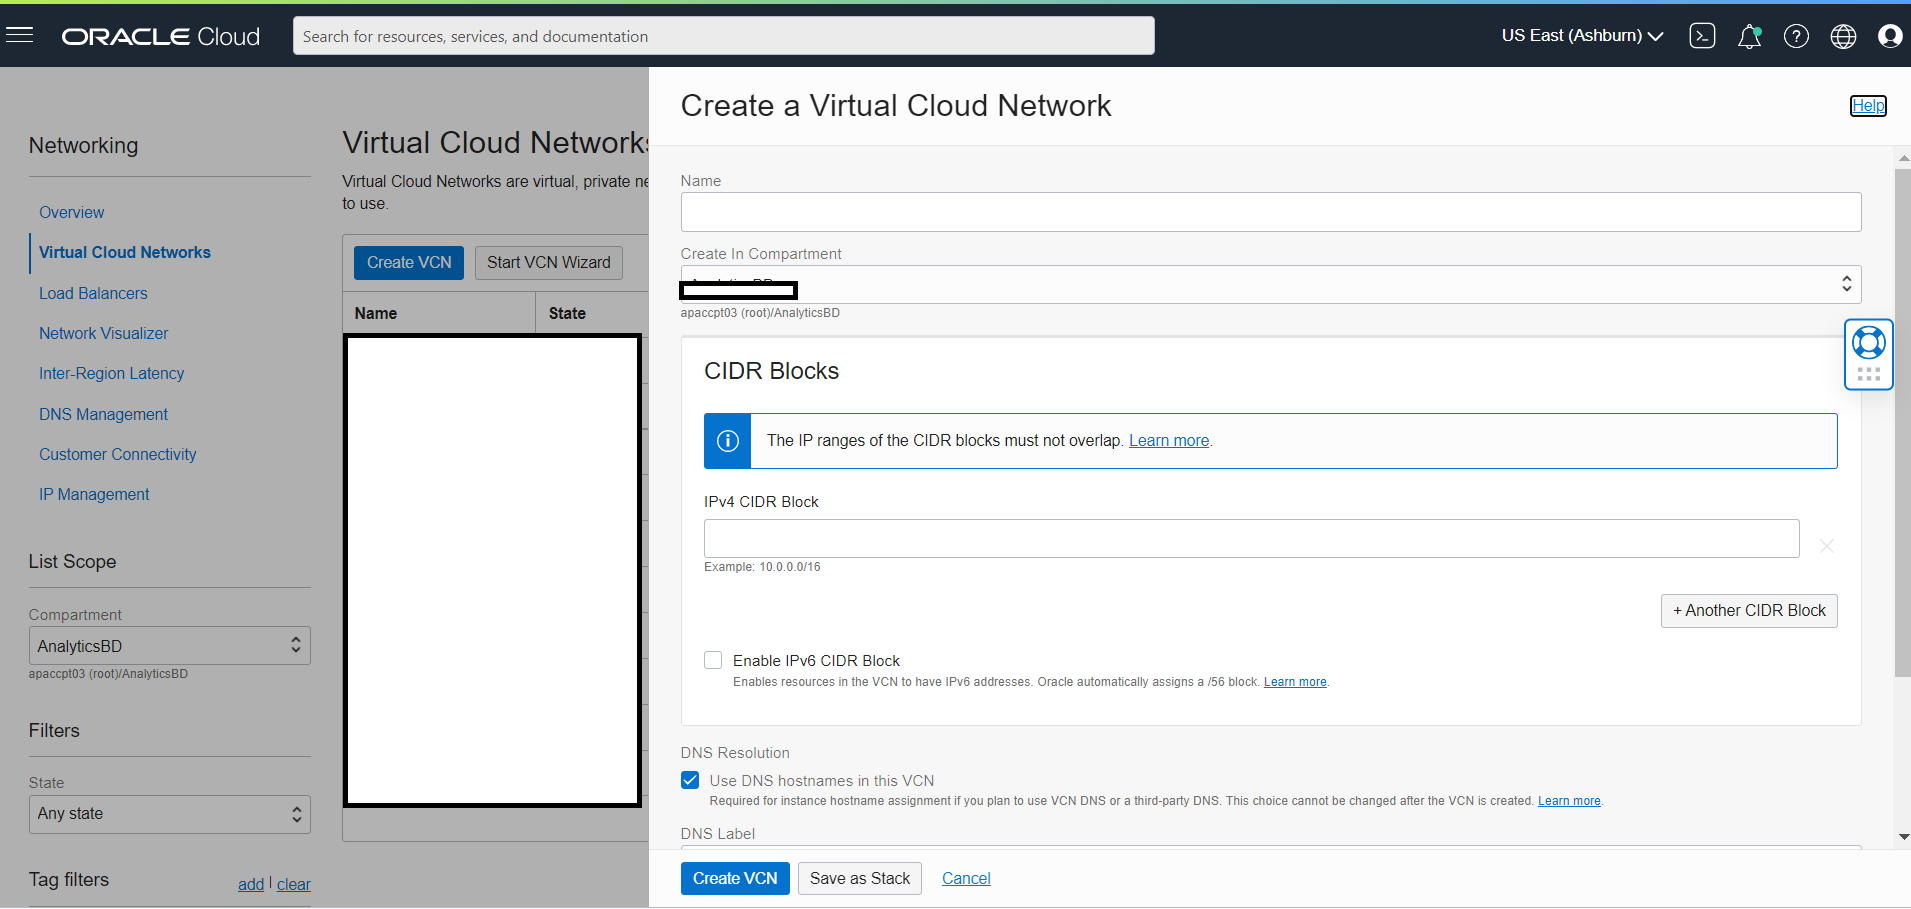 ORACLE Cloud
Search for resources, services, and documentation
US East (Ashburn)
Networking
Overview
Virtual Cloud Networks
Load Balancers
Network Visualizer
Inter-Region Latency
DNS Management
Customer Connectivity
IP Management
List Scope
Compartment
AnalyticsBD
apaccpt03 (root)/AnalyticsBD
Filters
State
Any state
Tag filters add | clear
Virtual Cloud Networks
Virtual Cloud Networks are virtual, private
to use.
Create VCN Start VCN Wizard
Name State
Create a Virtual Cloud Network
Help
Name
Create In Compartment
apaccpt03 (root)/AnalyticsBD
CIDR Blocks
The IP ranges of the CIDR blocks must not overlap. Learn more.
IPv4 CIDR Block
Example: 10.0.0.0/16
+ Another CIDR Block
Enable IPv6 CIDR Block
Enables resources in the VCN to have IPv6 addresses. Oracle automatically assigns a /56 block. Learn more.
DNS Resolution
Use DNS hostnames in this VCN
Required for instance hostname assignment if you plan to use VCN DNS or a third-party DNS. This choice cannot be changed after the VCN is created. Learn more.
DNS Label
Create VCN Save as Stack Cancel